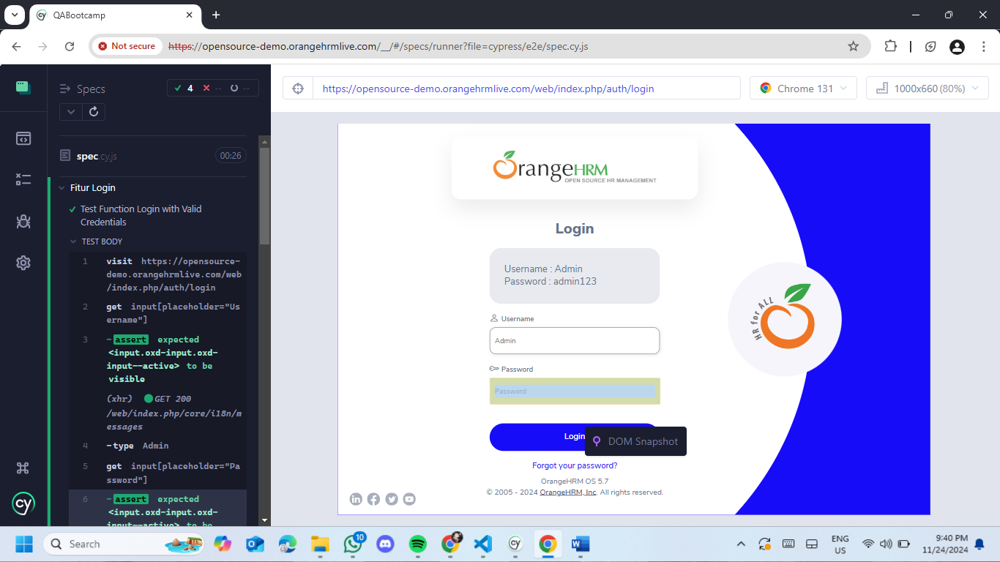 QABootcamp
Not secure
https://opensource-demo.orangehrmlive.com/__/#/specs/runner?file=cypress/e2e/spec.cy.js
Specs
4
--
--
https://opensource-demo.orangehrmlive.com/web/index.php/auth/login
Chrome 131
1000x660 (80%)
spec.cy.js
00:26
Fitur Login
Test Function Login with Valid
Credentials
TEST BODY
1 visit https://opensource-
demo.orangehrmlive.com/web
/index.php/auth/login
2 get input[placeholder="Us
ername"]
3 -assert expected
<input.oxd-input.oxd-
input--active> to be
visible
(xhr) GET 200
/web/index.php/core/i18n/m
essages
4 -type Admin
5 get input[placeholder="Pa
ssword"]
6 -assert expected
<input.oxd-input.oxd-
input--active> to be
OrangeHRM
OPEN SOURCE HR MANAGEMENT
Login
Username : Admin
Password : admin123
Username
Admin
Password
Password
Login
DOM Snapshot
Forgot your password?
OrangeHRM OS 5.7
© 2005 - 2024 OrangeHRM, Inc. All rights reserved.
HR for ALL
cy
Search
10
ENG
US
9:40 PM
11/24/2024